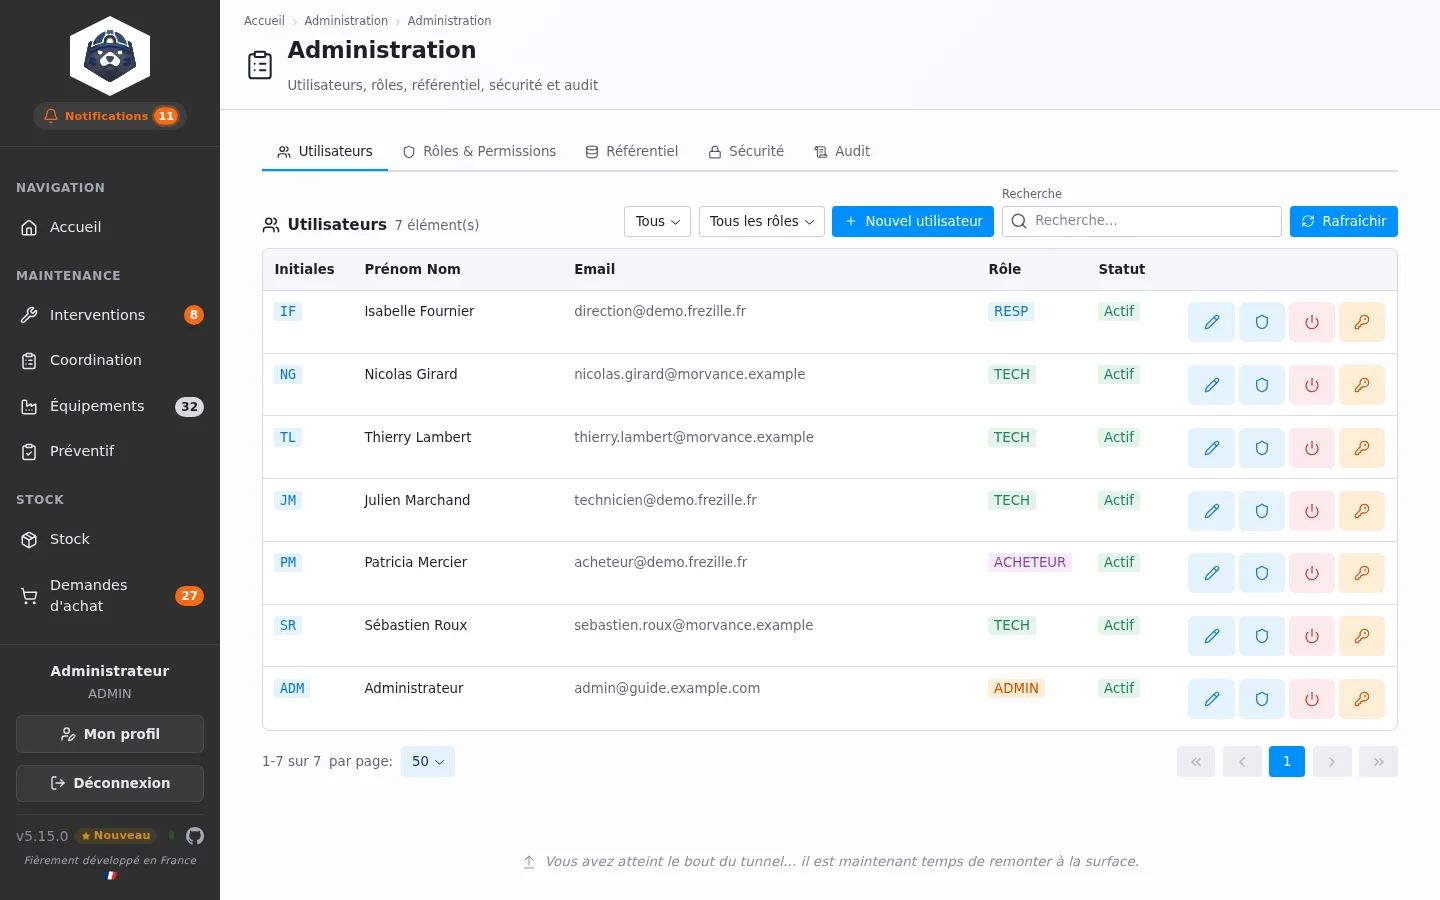 Accueil > Administration > Administration
Administration
Utilisateurs, rôles, référentiel, sécurité et audit
Notifications 11
NAVIGATION
Accueil
MAINTENANCE
Interventions 8
Coordination
Équipements 32
Préventif
STOCK
Stock
Demandes d'achat 27
Administrateur
ADMIN
Mon profil
Déconnexion
v5.15.0 Nouveau
Fièrement développé en France
Utilisateurs Rôles & Permissions Référentiel Sécurité Audit
Recherche
Utilisateurs 7 élément(s) Tous Tous les rôles + Nouvel utilisateur Recherche... Rafraîchir
Initiales Prénom Nom Email Rôle Statut
IF Isabelle Fournier direction@demo.frezille.fr RESP Actif
NG Nicolas Girard nicolas.girard@morvance.example TECH Actif
TL Thierry Lambert thierry.lambert@morvance.example TECH Actif
JM Julien Marchand technicien@demo.frezille.fr TECH Actif
PM Patricia Mercier acheteur@demo.frezille.fr ACHETEUR Actif
SR Sébastien Roux sebastien.roux@morvance.example TECH Actif
ADM Administrateur admin@guide.example.com ADMIN Actif
1-7 sur 7 par page: 50 « ‹ 1 › »
Vous avez atteint le bout du tunnel... il est maintenant temps de remonter à la surface.